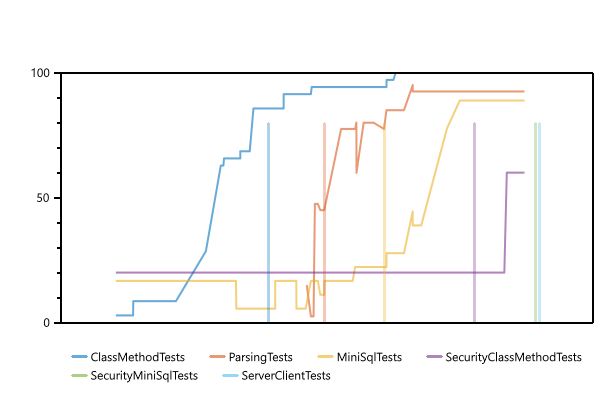 100
50
0
ClassMethodTests ParsingTests MiniSqlTests SecurityClassMethodTests
SecurityMiniSqlTests ServerClientTests